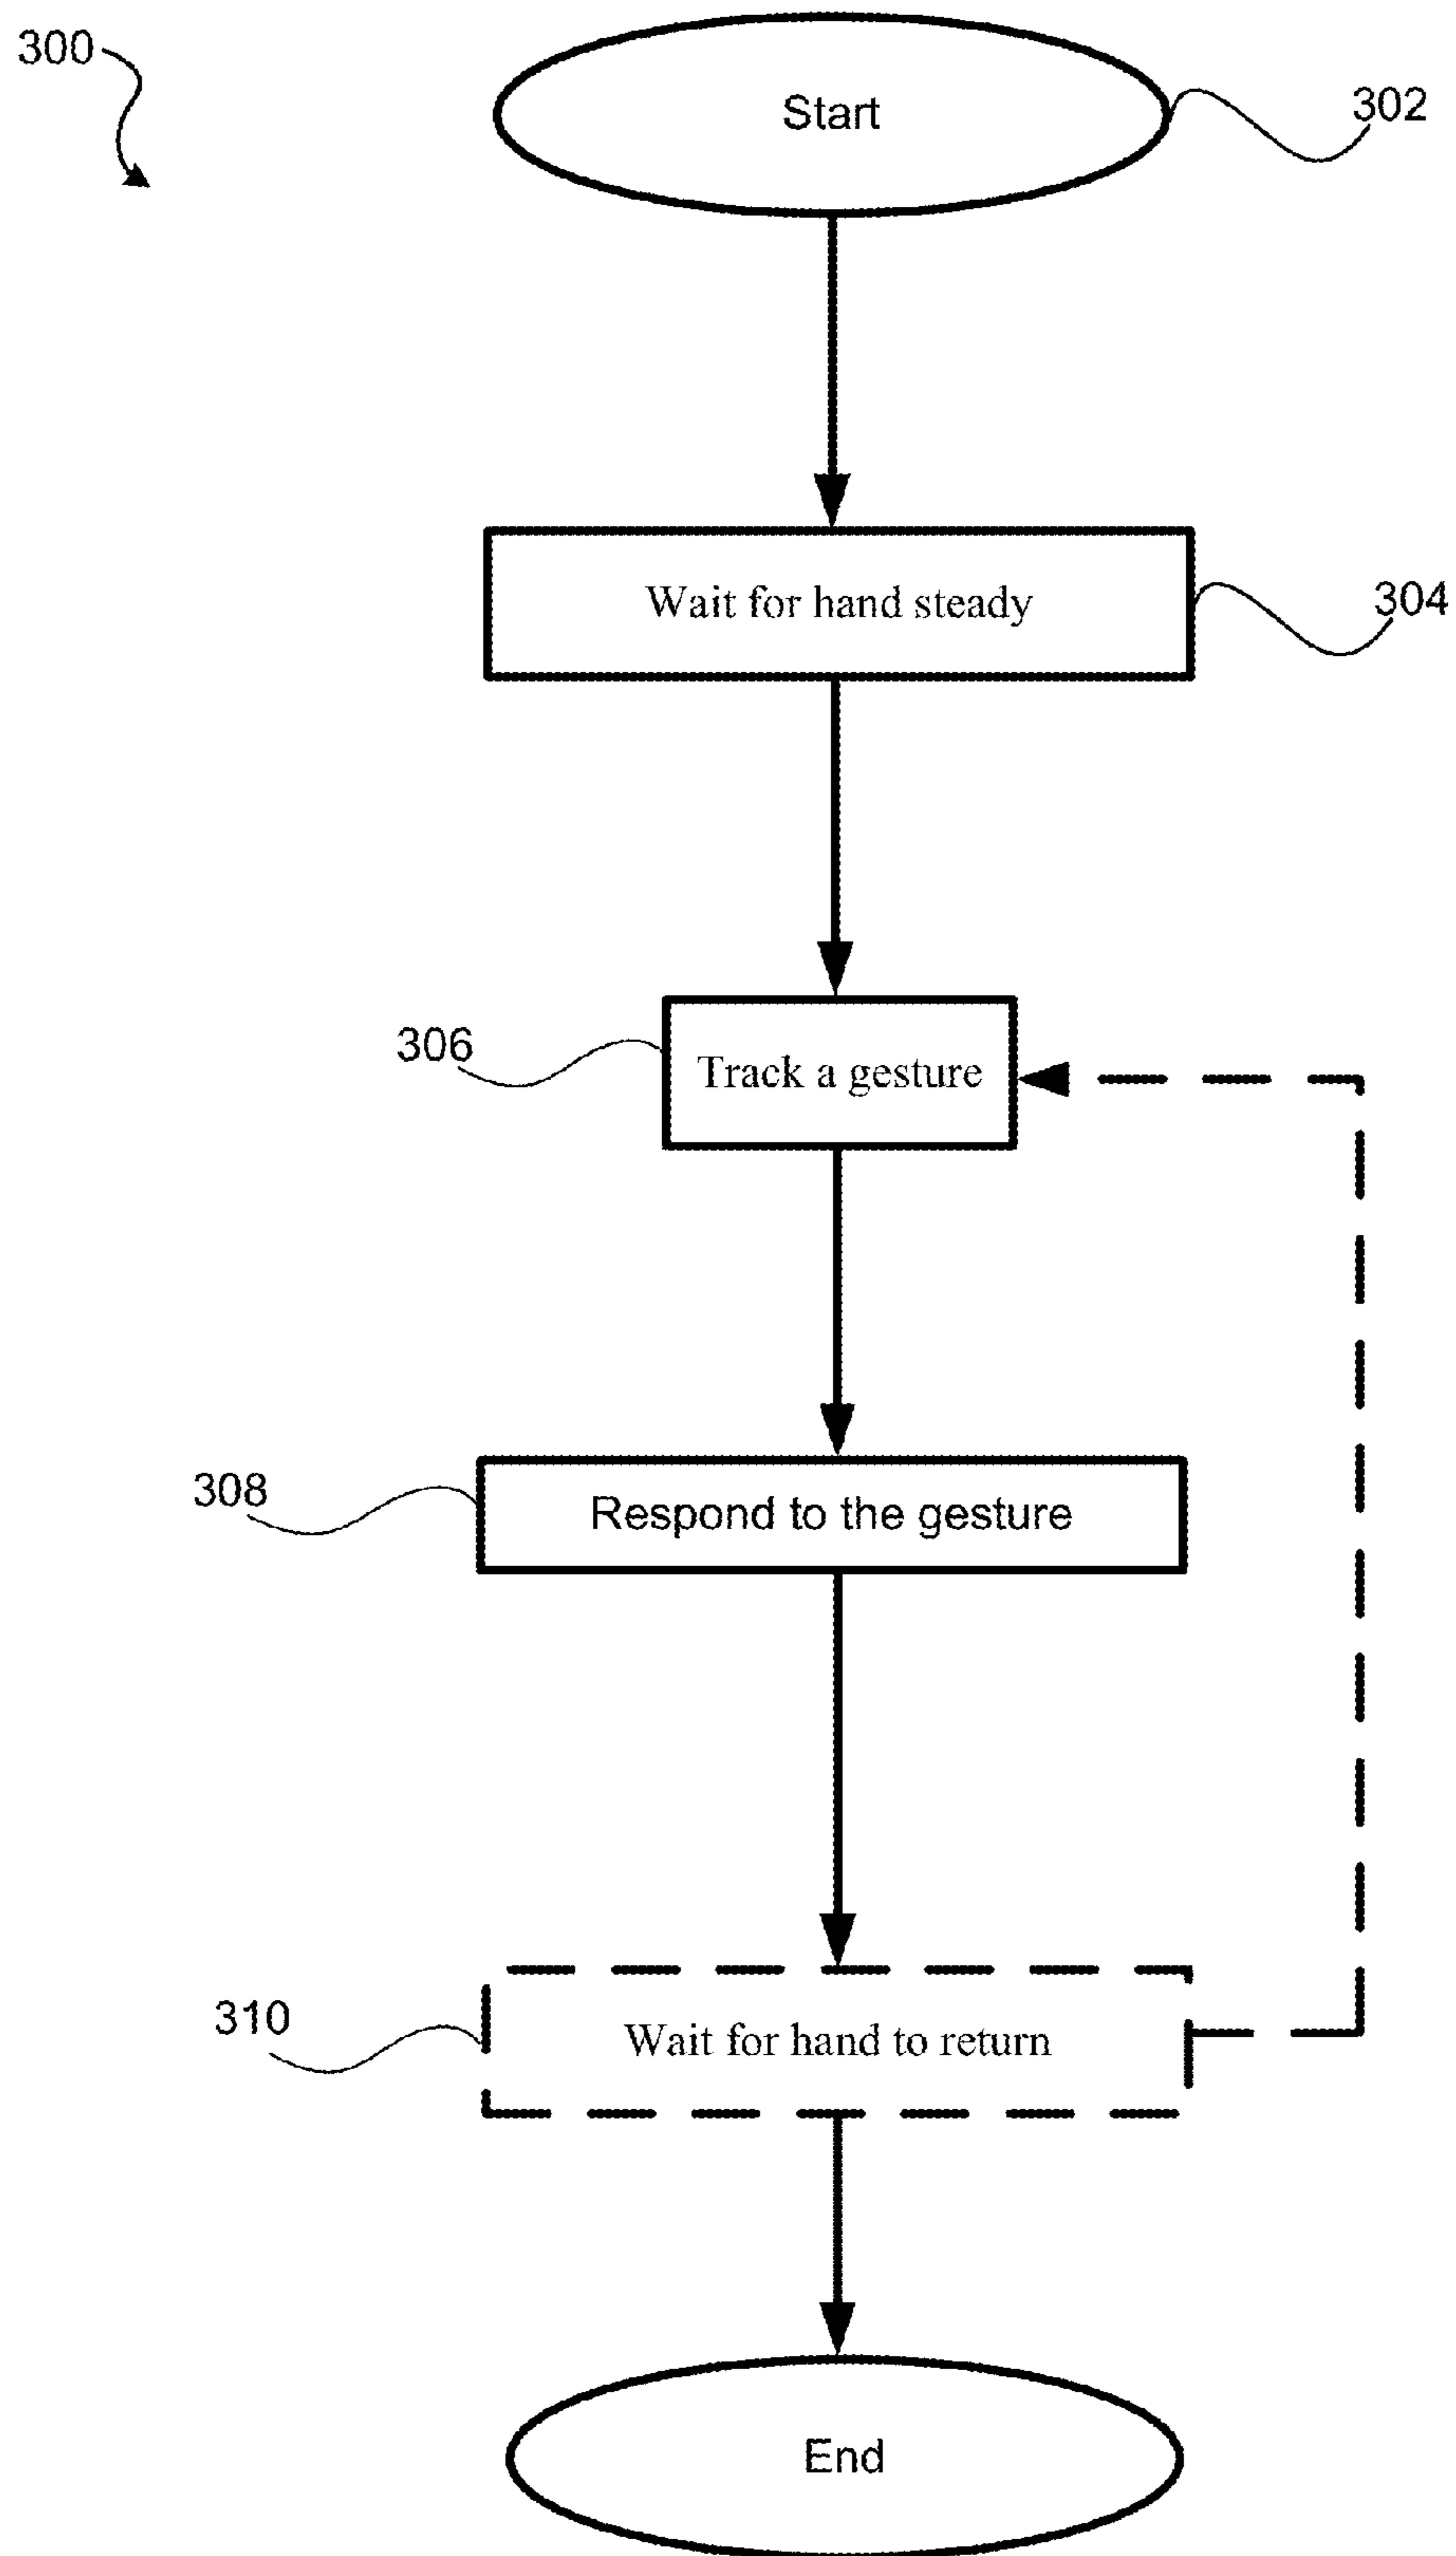 300
Start
302
Wait for hand steady
304
306
Track a gesture
308
Respond to the gesture
310
Wait for hand to return
End